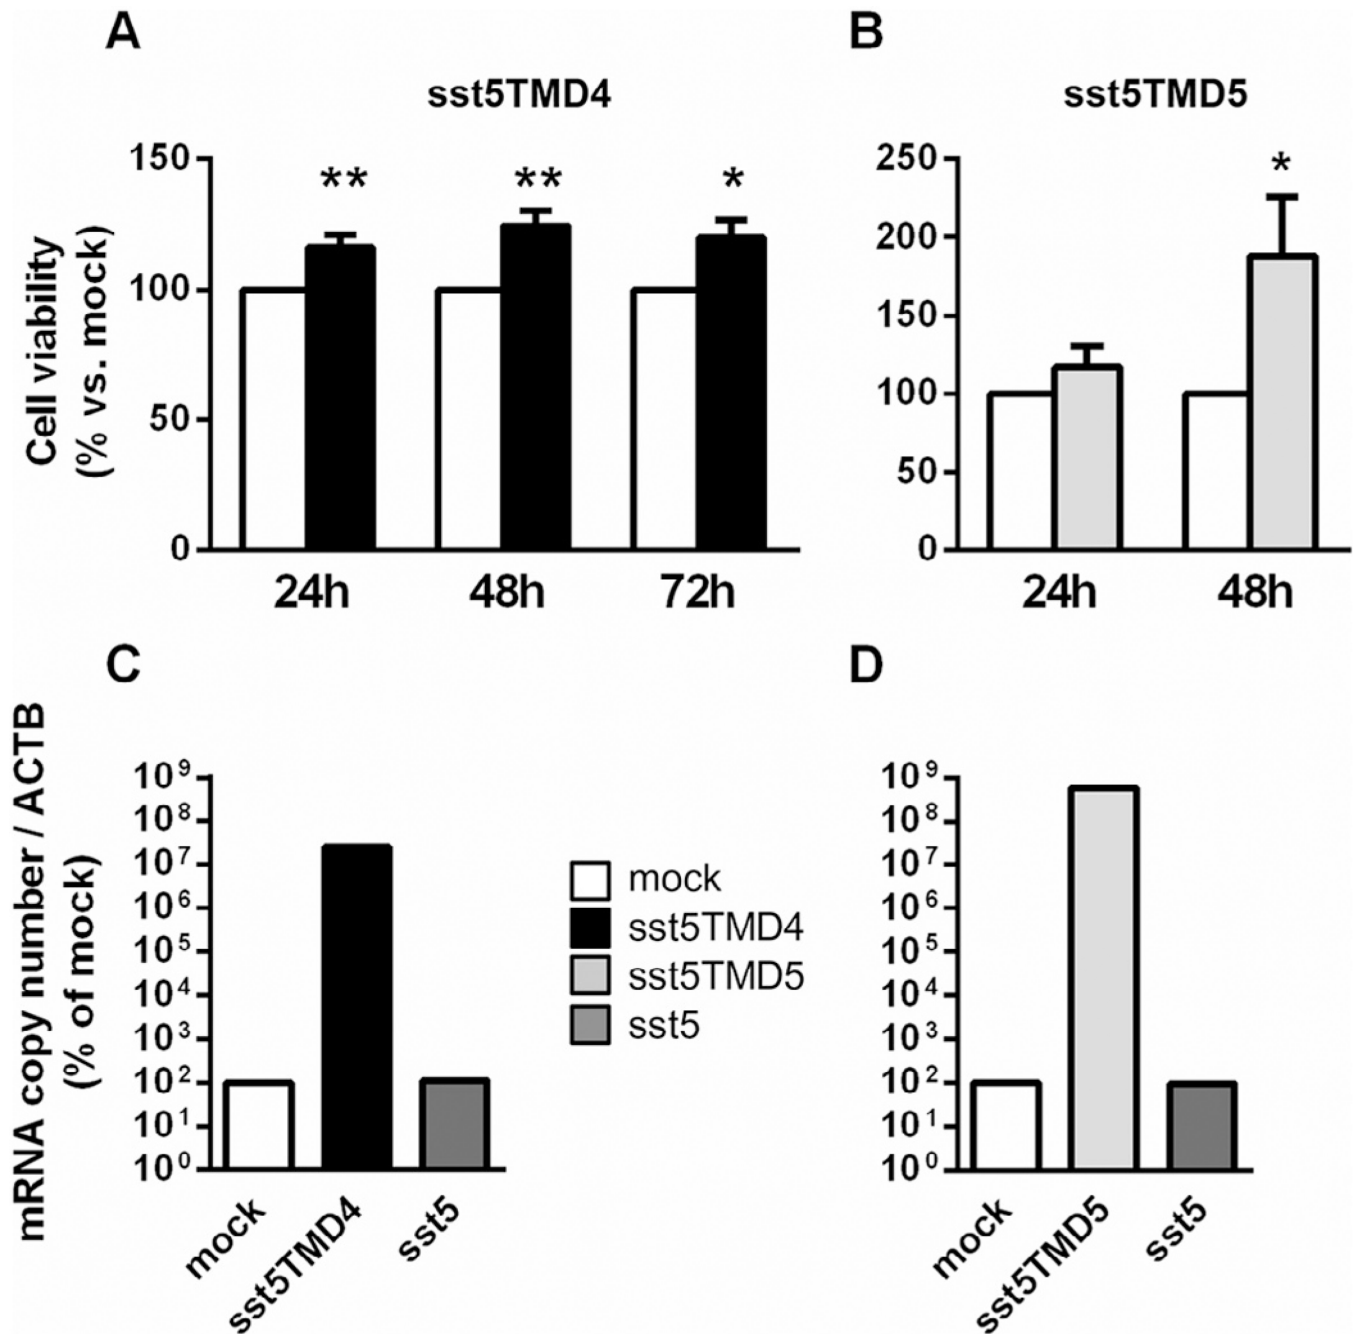 A
sst5TMD4
Cell viability
(% vs. mock)
150
100
50
0
**
**
*
24h
48h
72h
B
sst5TMD5
250
200
150
100
50
0
*
24h
48h
C
mRNA copy number / ACTB
(% of mock)
10⁹
10⁸
10⁷
10⁶
10⁵
10⁴
10³
10²
10¹
10⁰
mock
sst5TMD4
sst5
mock
sst5TMD4
sst5TMD5
sst5
D
10⁹
10⁸
10⁷
10⁶
10⁵
10⁴
10³
10²
10¹
10⁰
mock
sst5TMD5
sst5